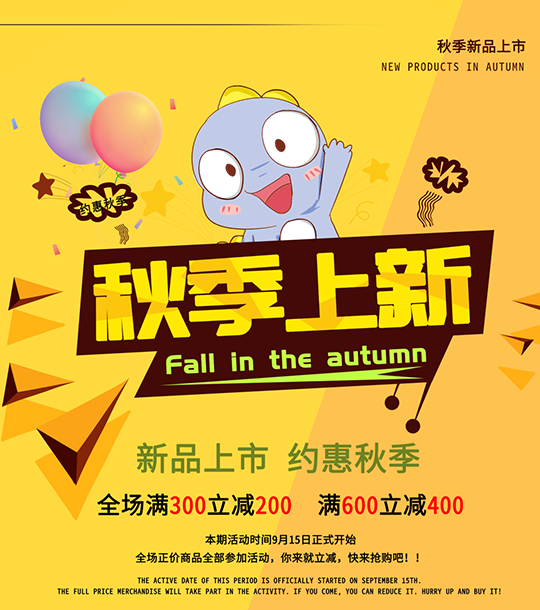 秋季新品上市
NEW PRODUCTS IN AUTUMN
约惠秋季
秋季上新
Fall in the autumn
新品上市 约惠秋季
全场满300立减200 满600立减400
本期活动时间9月15日正式开始
全场正价商品全部参加活动，你来就立减，快来抢购吧！！
THE ACTIVE DATE OF THIS PERIOD IS OFFICIALLY STARTED ON SEPTEMBER 15TH.
THE FULL PRICE MERCHANDISE WILL TAKE PART IN THE ACTIVITY. IF YOU COME, YOU CAN REDUCE IT. HURRY UP AND BUY IT!